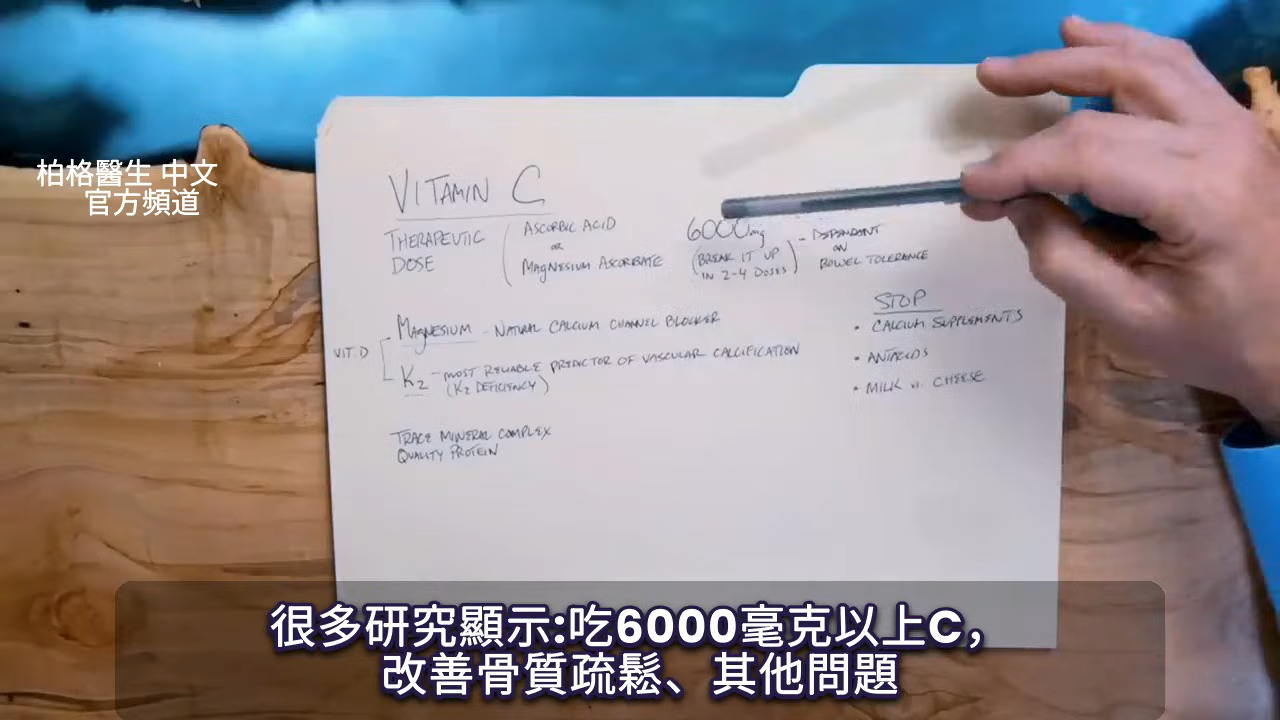 柏格醫生 中文
官方頻道
VITAMIN C
THERAPEUTIC DOSE
ASCORBIC ACID
OR
MAGNESIUM ASCORBATE
6000mg
(BREAK IT UP
IN 2-4 DOSES)
- DEPENDANT
ON
BOWEL TOLERANCE
VIT. D
MAGNESIUM - NATURAL CALCIUM CHANNEL BLOCKER
K2 - MOST RELIABLE PREDICTOR OF VASCULAR CALCIFICATION
(K2 DEFICIENCY)
TRACE MINERAL COMPLEX
QUALITY PROTEIN
STOP
• CALCIUM SUPPLEMENTS
• ANTACIDS
• MILK CHEESE
很多研究顯示:吃6000毫克以上C，
改善骨質疏鬆、其他問題